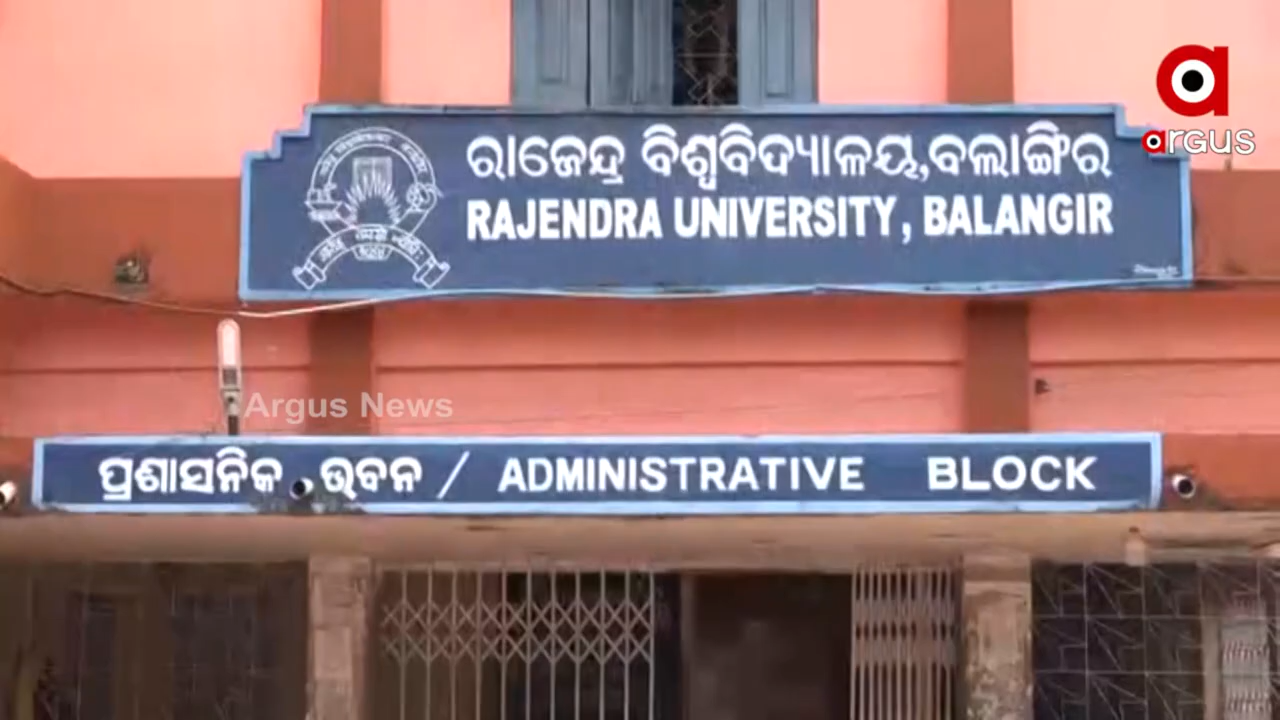 ରାଜେନ୍ଦ୍ର ବିଶ୍ୱବିଦ୍ୟାଳୟ,ବଲାଙ୍ଗିର
RAJENDRA UNIVERSITY, BALANGIR
argus
Argus News
ପ୍ରଶାସନିକ ଭବନ / ADMINISTRATIVE BLOCK